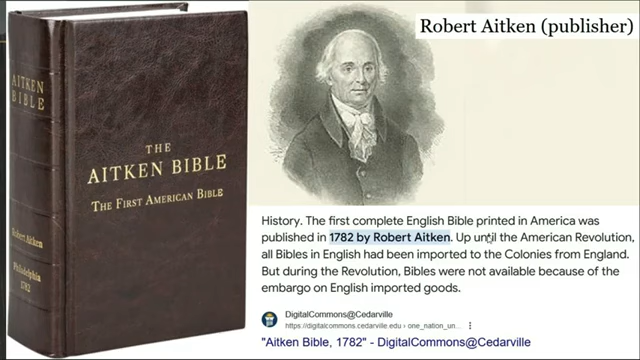 AITKEN
BIBLE
THE
AITKEN BIBLE
THE FIRST AMERICAN BIBLE
Robert Aitken
Philadelphia
1782
Robert Aitken (publisher)
History. The first complete English Bible printed in America was
published in 1782 by Robert Aitken. Up until the American Revolution,
all Bibles in English had been imported to the Colonies from England.
But during the Revolution, Bibles were not available because of the
embargo on English imported goods.
DigitalCommons@Cedarville
https://digitalcommons.cedarville.edu › one_nation_un...
"Aitken Bible, 1782" - DigitalCommons@Cedarville